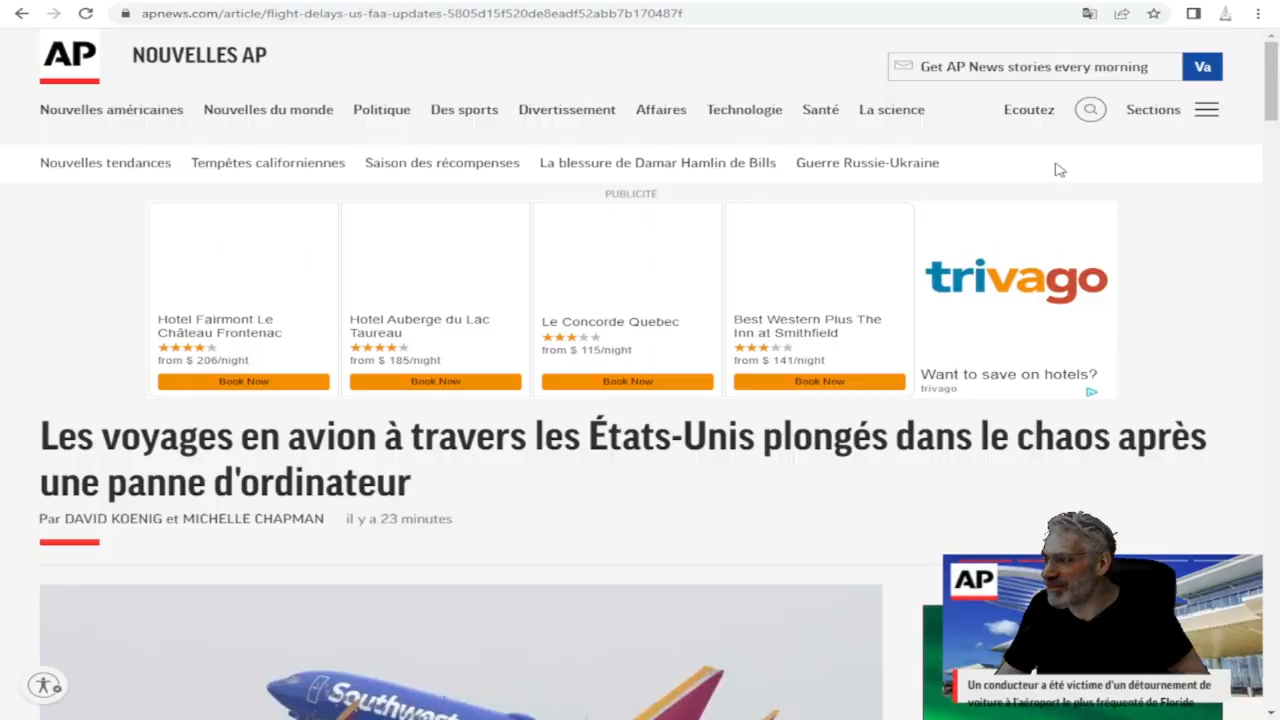 apnews.com/article/flight-delays-us-faa-updates-5805d15f520de8eadf52abb7b170487f
AP
NOUVELLES AP
Get AP News stories every morning
Va
Nouvelles américaines Nouvelles du monde Politique Des sports Divertissement Affaires Technologie Santé La science Ecoutez Sections
Nouvelles tendances Tempêtes californiennes Saison des récompenses La blessure de Damar Hamlin de Bills Guerre Russie-Ukraine
PUBLICITÉ
Hotel Fairmont Le
Château Frontenac
from $ 206/night
Book Now
Hotel Auberge du Lac
Taureau
from $ 185/night
Book Now
Le Concorde Quebec
from $ 115/night
Book Now
Best Western Plus The
Inn at Smithfield
from $ 141/night
Book Now
trivago
Want to save on hotels?
trivago
Les voyages en avion à travers les États-Unis plongés dans le chaos après
une panne d'ordinateur
Par DAVID KOENIG et MICHELLE CHAPMAN il y a 23 minutes
Southwest
AP
Un conducteur a été victime d'un détournement de
voiture à l'aéroport le plus fréquenté de Floride